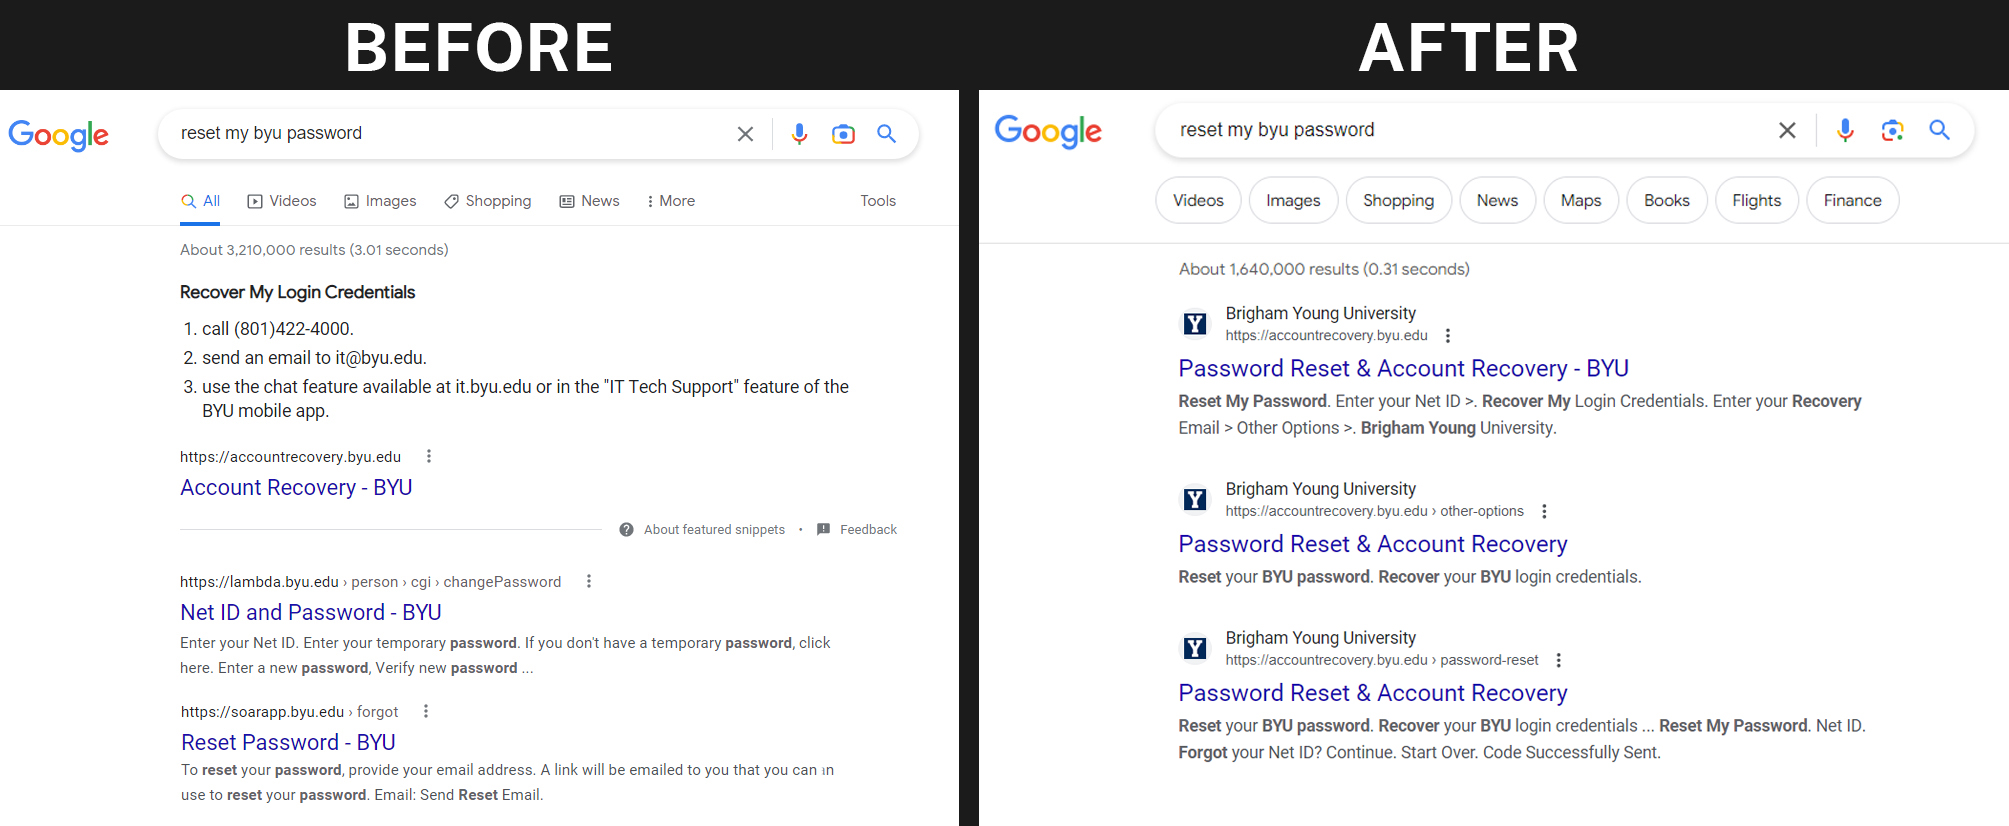 BEFORE
Google
reset my byu password
All Videos Images Shopping News More Tools
About 3,210,000 results (3.01 seconds)
Recover My Login Credentials
1. call (801)422-4000.
2. send an email to it@byu.edu.
3. use the chat feature available at it.byu.edu or in the "IT Tech Support" feature of the
BYU mobile app.
https://accountrecovery.byu.edu
Account Recovery - BYU
About featured snippets • Feedback
https://lambda.byu.edu › person › cgi › changePassword
Net ID and Password - BYU
Enter your Net ID. Enter your temporary password. If you don't have a temporary password, click
here. Enter a new password, Verify new password ...
https://soarapp.byu.edu › forgot
Reset Password - BYU
To reset your password, provide your email address. A link will be emailed to you that you can in
use to reset your password. Email: Send Reset Email.
AFTER
Google
reset my byu password
Videos Images Shopping News Maps Books Flights Finance
About 1,640,000 results (0.31 seconds)
Y
Brigham Young University
https://accountrecovery.byu.edu
Password Reset & Account Recovery - BYU
Reset My Password. Enter your Net ID >. Recover My Login Credentials. Enter your Recovery
Email > Other Options >. Brigham Young University.
Y
Brigham Young University
https://accountrecovery.byu.edu › other-options
Password Reset & Account Recovery
Reset your BYU password. Recover your BYU login credentials.
Y
Brigham Young University
https://accountrecovery.byu.edu › password-reset
Password Reset & Account Recovery
Reset your BYU password. Recover your BYU login credentials ... Reset My Password. Net ID.
Forgot your Net ID? Continue. Start Over. Code Successfully Sent.